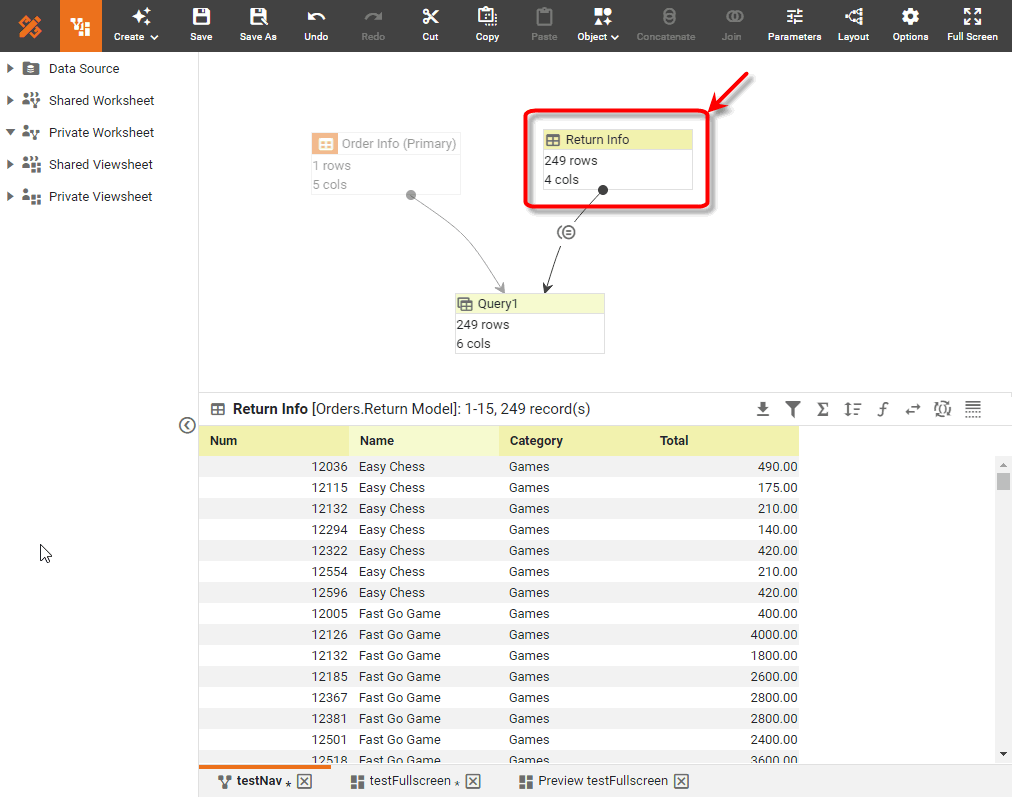 Create Save Save As Undo Redo Cut Copy Paste Object Concatenate Join Parameters Layout Options Full Screen
Data Source
Shared Worksheet
Private Worksheet
Shared Viewsheet
Private Viewsheet
Order Info (Primary)
1 rows
5 cols
Return Info
249 rows
4 cols
Query1
249 rows
6 cols
Return Info [Orders.Return Model]: 1-15, 249 record(s)
Num Name Category Total
12036 Easy Chess Games 490.00
12115 Easy Chess Games 175.00
12132 Easy Chess Games 210.00
12294 Easy Chess Games 140.00
12322 Easy Chess Games 420.00
12554 Easy Chess Games 210.00
12596 Easy Chess Games 420.00
12005 Fast Go Game Games 400.00
12126 Fast Go Game Games 4000.00
12132 Fast Go Game Games 1800.00
12185 Fast Go Game Games 2600.00
12367 Fast Go Game Games 2800.00
12381 Fast Go Game Games 2800.00
12501 Fast Go Game Games 2400.00
12518 Fast Go Game Games 3600.00
testNav * testFullscreen * Preview testFullscreen